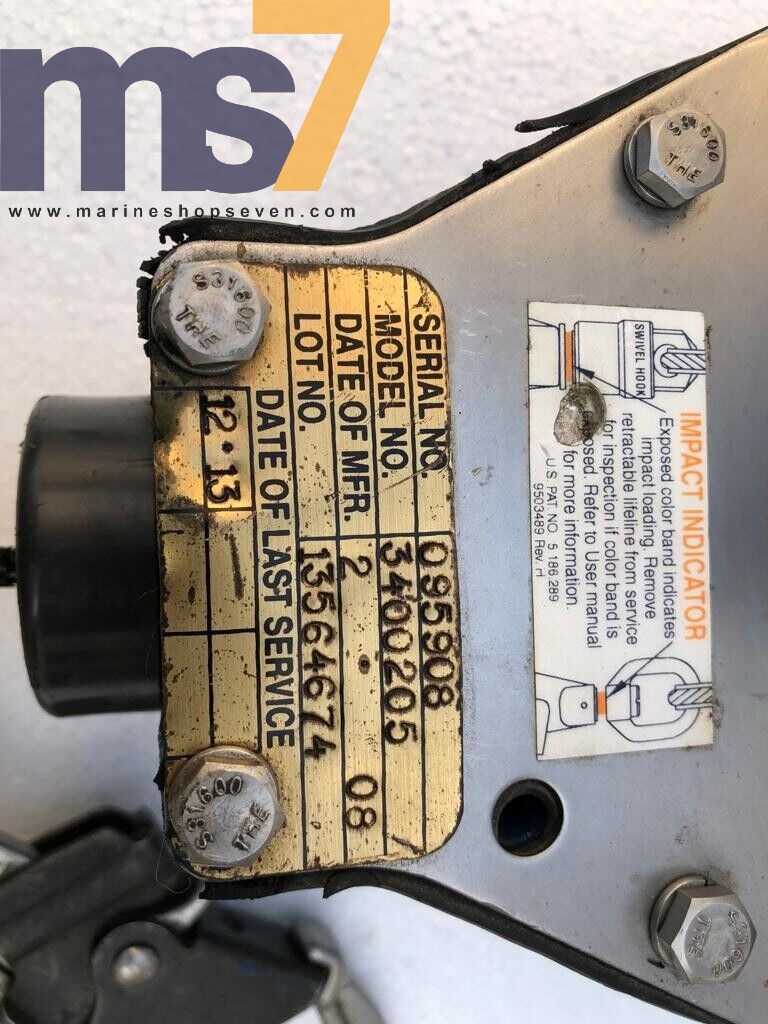 ms7
www.marineshopseven.com
SERIAL NO. 095908
MODEL NO. 3400205
DATE OF MFR. 2 • 08
LOT NO. 13564674
DATE OF LAST SERVICE
12•13
IMPACT INDICATOR
Exposed color band indicates
impact loading. Remove
retractable lifeline from service
for inspection if color band is
Refer to User manual
for more information.
U.S. PAT. NO. 5 186 289
9503489 Rev.
SWIVEL HOOK
S31600
THE
S31600
THE
S31600
THE
S31600
THE